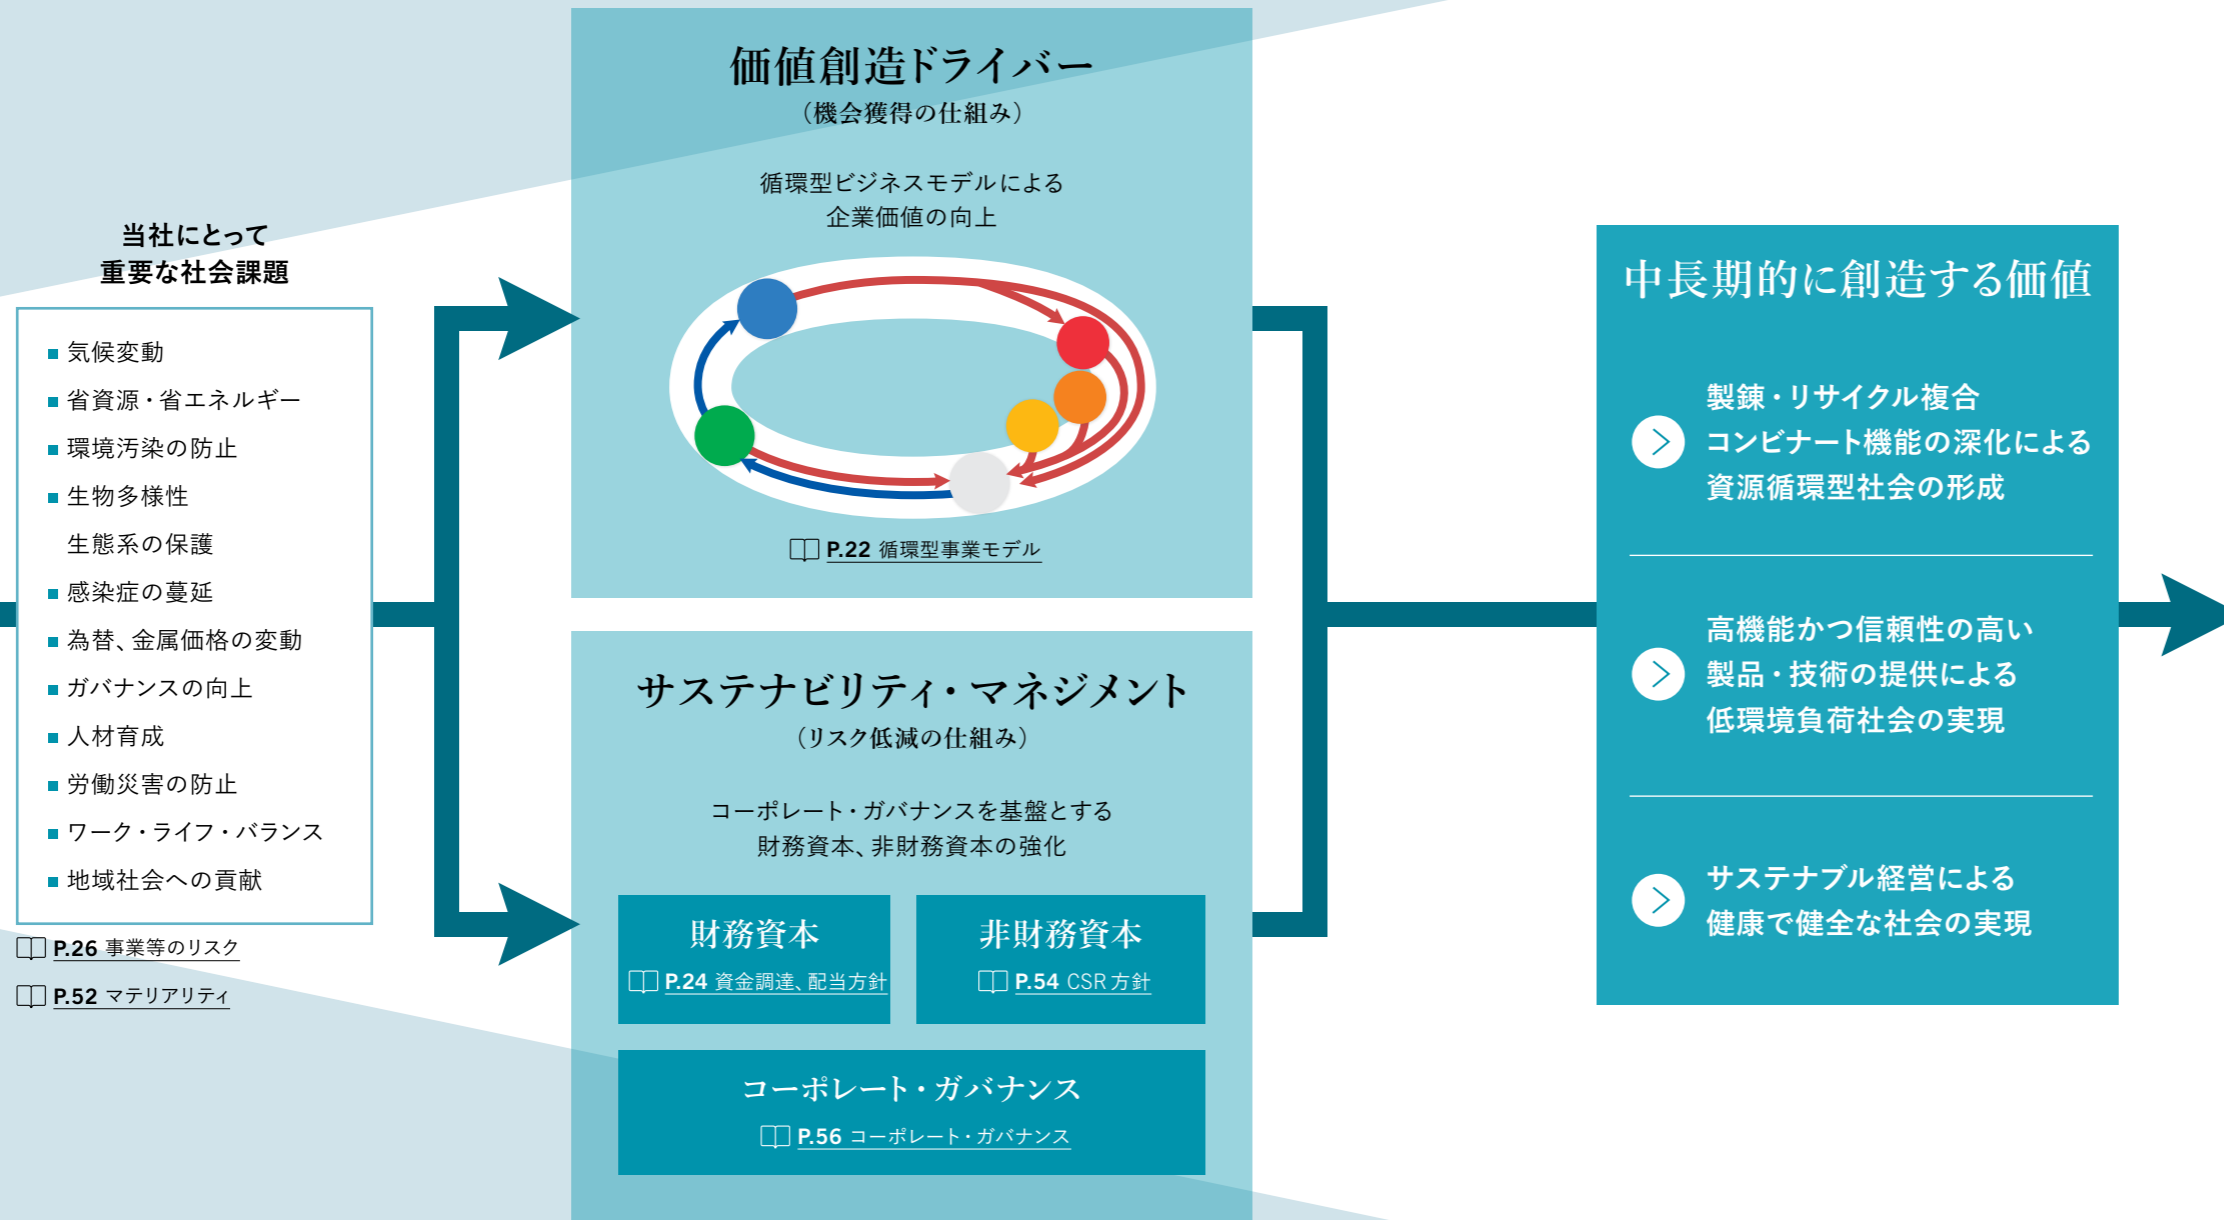 当社にとって
重要な社会課題
気候変動
省資源・省エネルギー
環境汚染の防止
生物多様性
生態系の保護
感染症の蔓延
為替、金属価格の変動
ガバナンスの向上
人材育成
労働災害の防止
ワーク・ライフ・バランス
地域社会への貢献
P.26 事業等のリスク
P.52 マテリアリティ
価値創造ドライバー
（機会獲得の仕組み）
循環型ビジネスモデルによる
企業価値の向上
P.22 循環型事業モデル
サステナビリティ・マネジメント
（リスク低減の仕組み）
コーポレート・ガバナンスを基盤とする
財務資本、非財務資本の強化
財務資本
P.24 資金調達、配当方針
非財務資本
P.54 CSR方針
コーポレート・ガバナンス
P.56 コーポレート・ガバナンス
中長期的に創造する価値
製錬・リサイクル複合
コンビナート機能の深化による
資源循環型社会の形成
高機能かつ信頼性の高い
製品・技術の提供による
低環境負荷社会の実現
サステナブル経営による
健康で健全な社会の実現